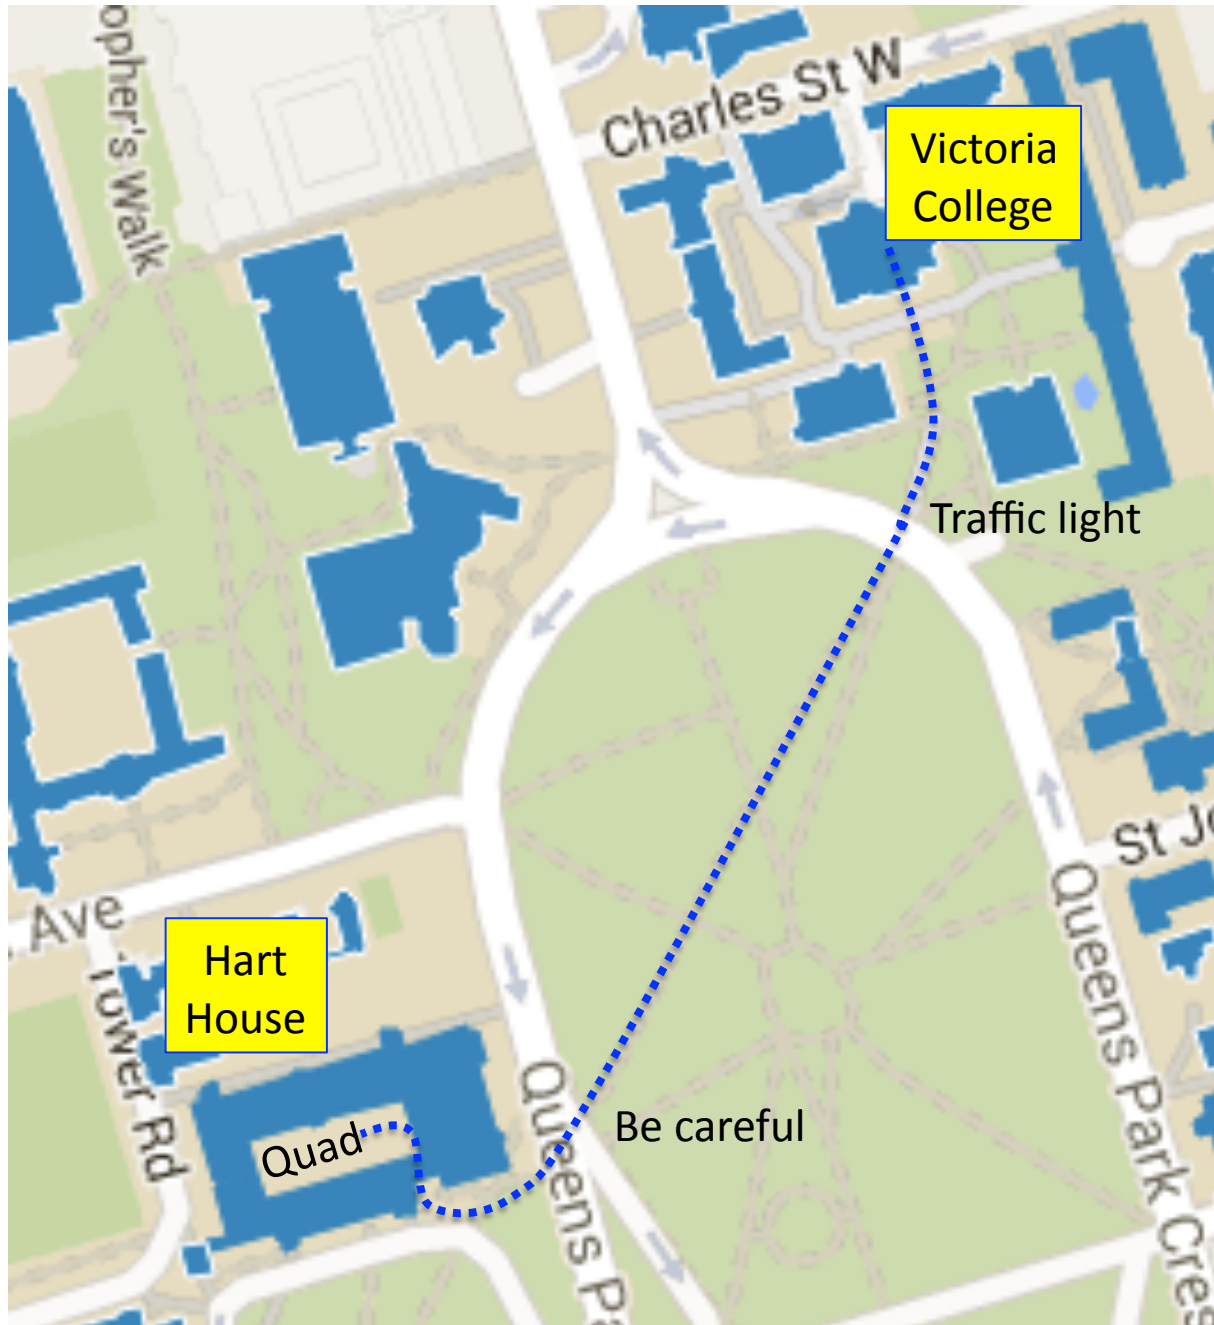 opher's Walk
Charles St W
Victoria
College
Traffic light
St Jo
Ave
Hart
House
Tower Rd
Queens Park Cres
Queens Pa
Be careful
Quad